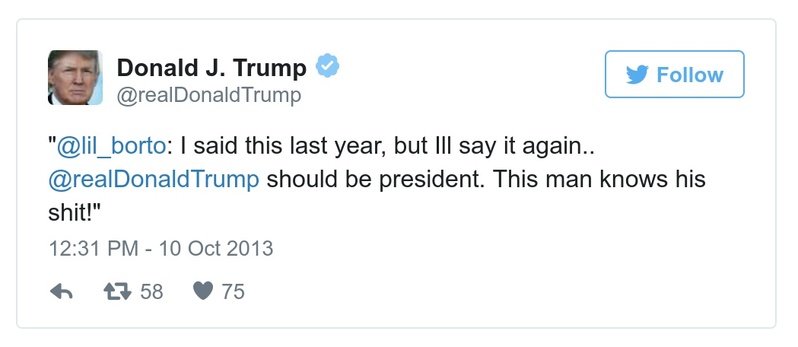 Donald J. Trump
@realDonaldTrump
Follow
"@lil_borto: I said this last year, but Ill say it again..
@realDonaldTrump should be president. This man knows his
shit!"
12:31 PM - 10 Oct 2013
58 75